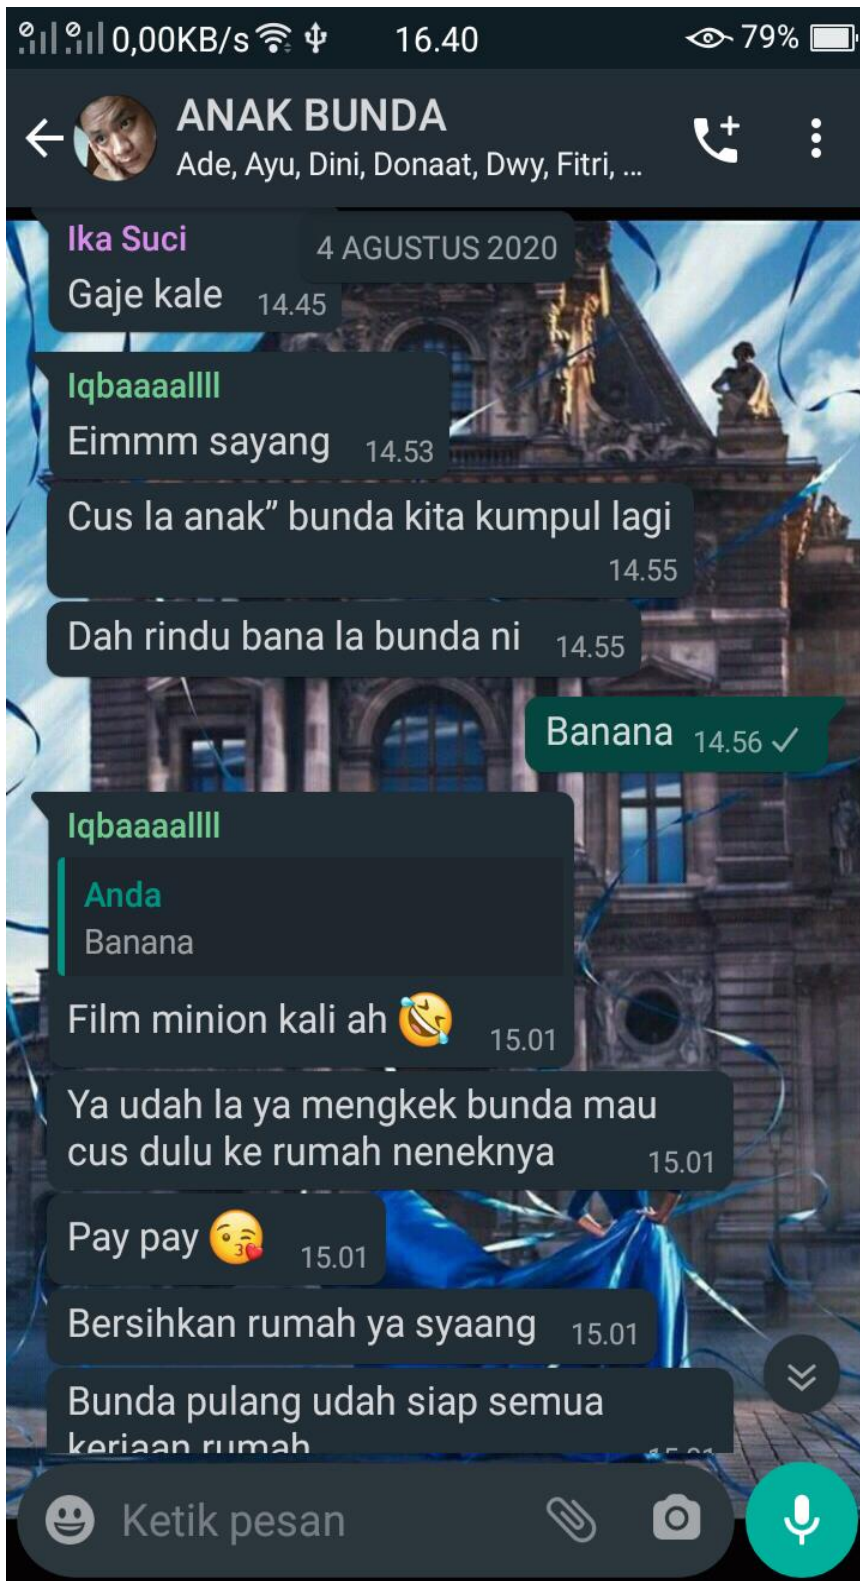 0,00KB/s 16.40 79%
ANAK BUNDA
Ade, Ayu, Dini, Donaat, Dwy, Fitri, ...
4 AGUSTUS 2020
Ika Suci
Gaje kale 14.45
Iqbaaaallll
Eimmm sayang 14.53
Cus la anak” bunda kita kumpul lagi
14.55
Dah rindu bana la bunda ni 14.55
Banana 14.56
Iqbaaaallll
Anda
Banana
Film minion kali ah 🤣 15.01
Ya udah la ya mengkek bunda mau
cus dulu ke rumah neneknya 15.01
Pay pay 😘 15.01
Bersihkan rumah ya syaang 15.01
Bunda pulang udah siap semua
kerjaan rumah 15.01
Ketik pesan